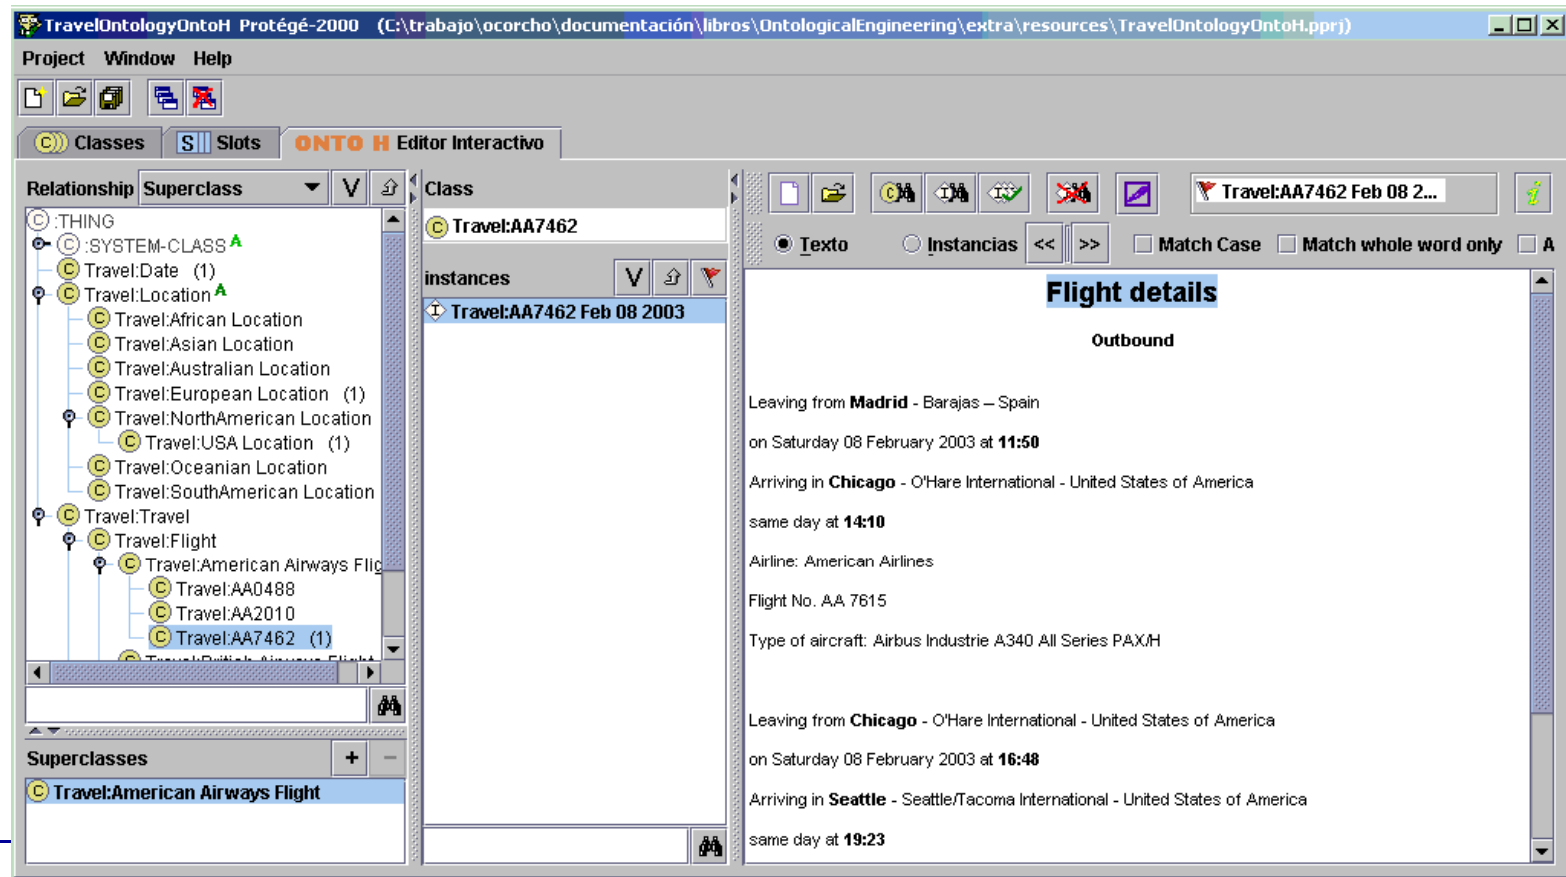 TravelOntologyOntoH Protégé-2000 (C:\trabajo\ocorcho\documentación\libros\OntologicalEngineering\extra\resources\TravelOntologyOntoH.pprj)
Project Window Help
C Classes S Slots ONTO H Editor Interactivo
Relationship Superclass V
C :THING
C :SYSTEM-CLASS A
C Travel:Date (1)
C Travel:Location A
C Travel:African Location
C Travel:Asian Location
C Travel:Australian Location
C Travel:European Location (1)
C Travel:NorthAmerican Location
C Travel:USA Location (1)
C Travel:Oceanian Location
C Travel:SouthAmerican Location
C Travel:Travel
C Travel:Flight
C Travel:American Airways Flig
C Travel:AA0488
C Travel:AA2010
C Travel:AA7462 (1)
Superclasses + -
C Travel:American Airways Flight
Class
C Travel:AA7462
instances V
I Travel:AA7462 Feb 08 2003
Travel:AA7462 Feb 08 2... i
Texto Instancias << >> Match Case Match whole word only A
Flight details
Outbound
Leaving from Madrid - Barajas – Spain
on Saturday 08 February 2003 at 11:50
Arriving in Chicago - O'Hare International - United States of America
same day at 14:10
Airline: American Airlines
Flight No. AA 7615
Type of aircraft: Airbus Industrie A340 All Series PAX/H
Leaving from Chicago - O'Hare International - United States of America
on Saturday 08 February 2003 at 16:48
Arriving in Seattle - Seattle/Tacoma International - United States of America
same day at 19:23